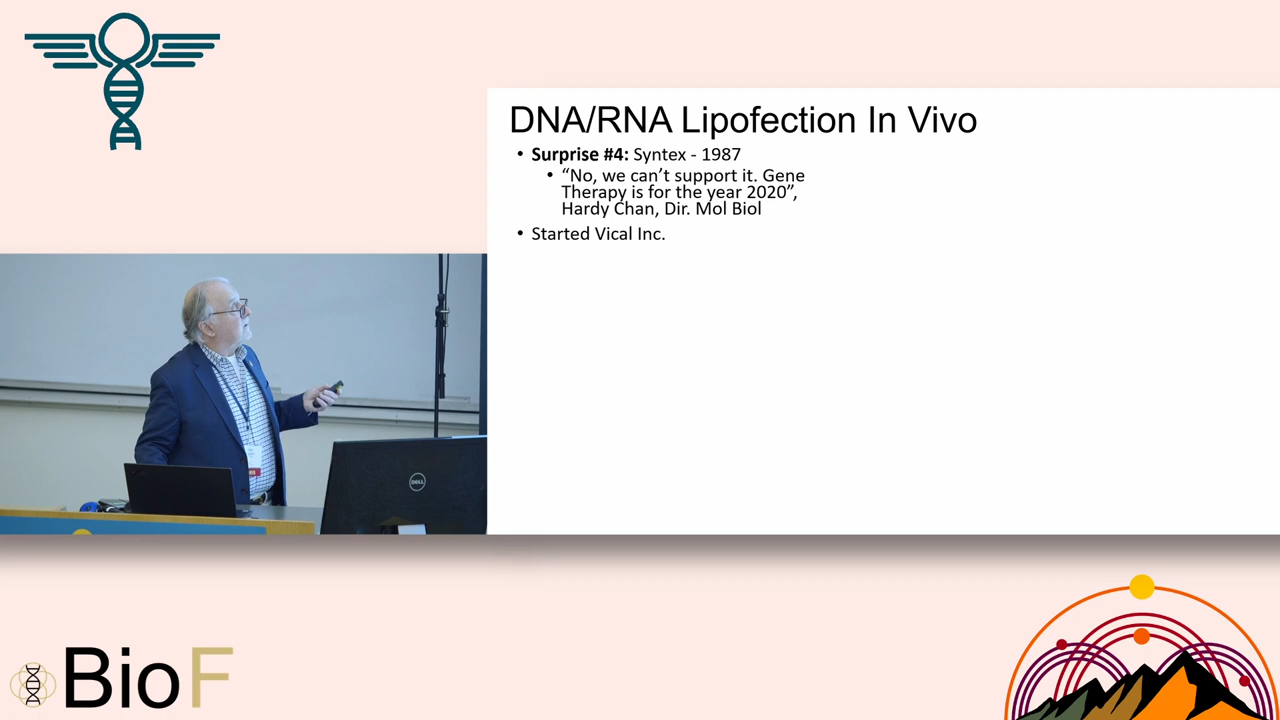 DNA/RNA Lipofection In Vivo
• Surprise #4: Syntex - 1987
• “No, we can’t support it. Gene
Therapy is for the year 2020”,
Hardy Chan, Dir. Mol Biol
• Started Vical Inc.
DELL
BioF